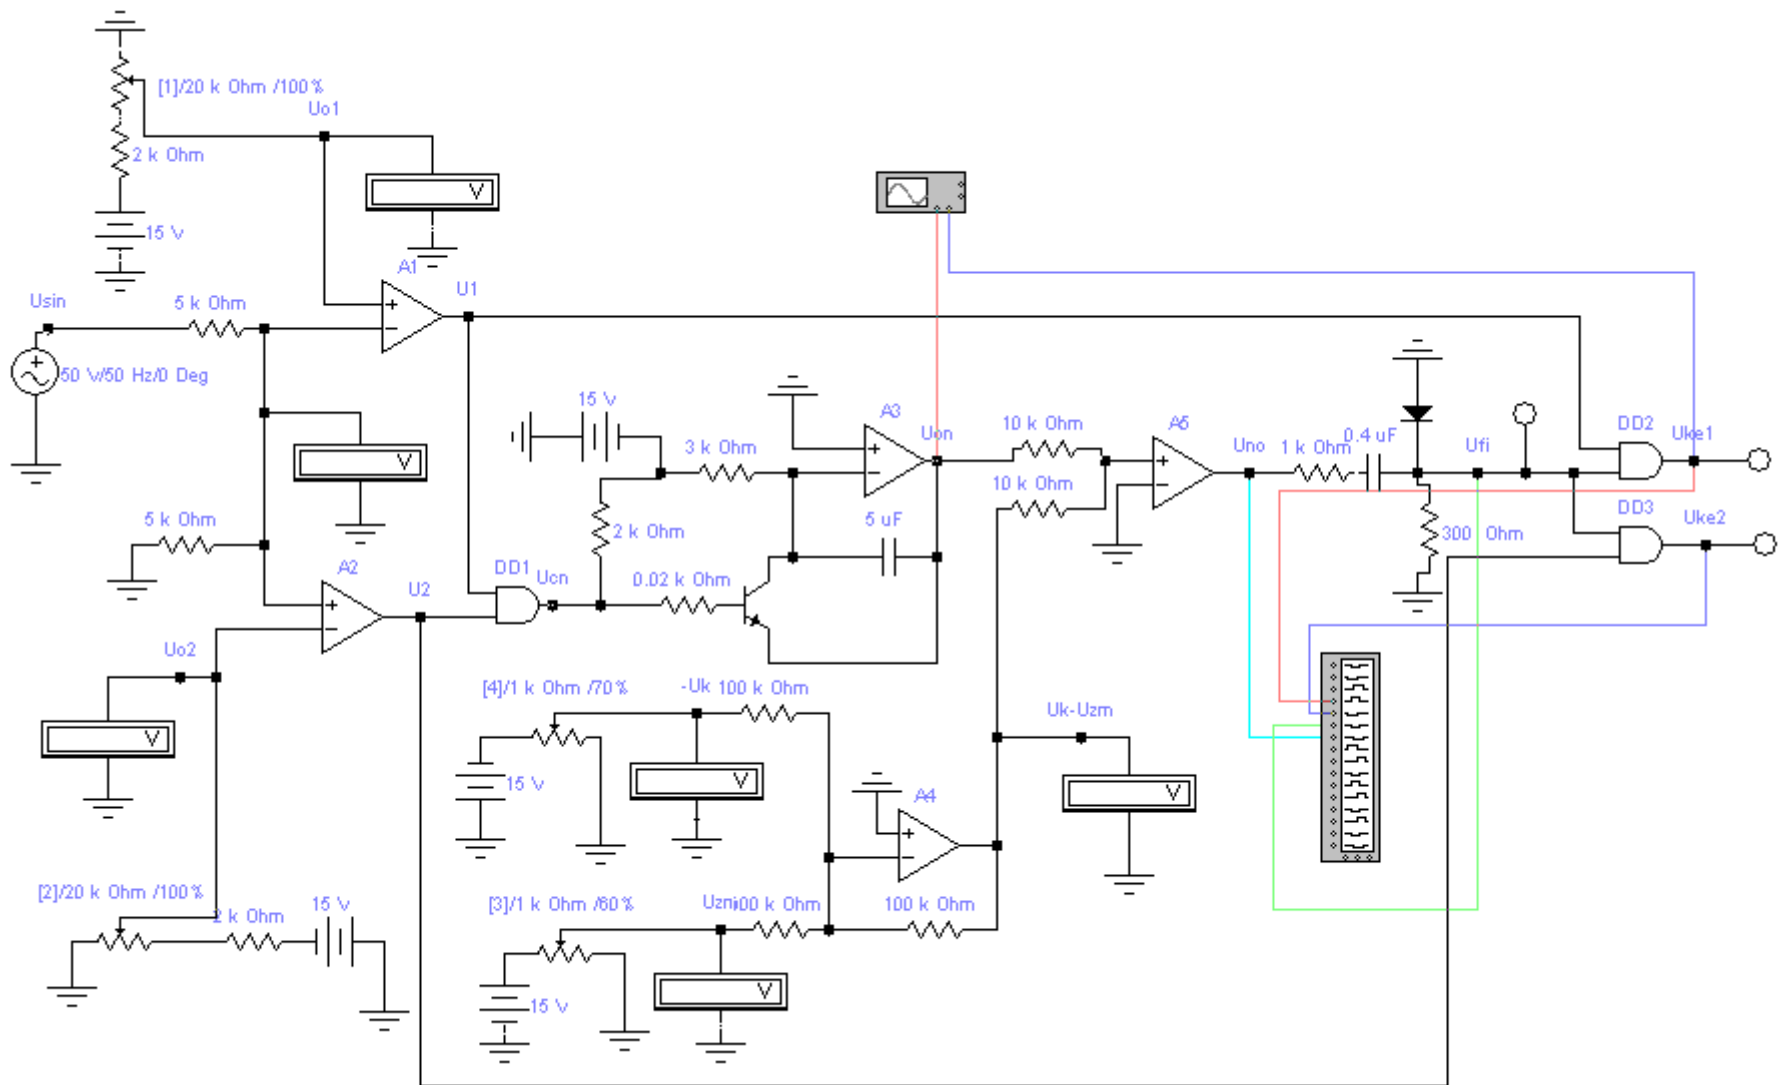 [1]/20 k Ohm /100%
Uo1
2 k Ohm
V
15 V
A1
U1
Usin
5 k Ohm
50 V/50 Hz/0 Deg
V
15 V
A3
Uon
3 k Ohm
10 k Ohm
A5
Uno
1 k Ohm
0.4 uF
Ufi
DD2
Uke1
10 k Ohm
5 k Ohm
2 k Ohm
5 uF
300 Ohm
DD3
Uke2
A2
U2
DD1
Ucn
0.02 k Ohm
Uo2
V
[4]/1 k Ohm /70%
-Uk
100 k Ohm
Uk-Uzm
15 V
V
V
A4
[2]/20 k Ohm /100%
2 k Ohm
15 V
[3]/1 k Ohm /60%
100 k Ohm
V
15 V